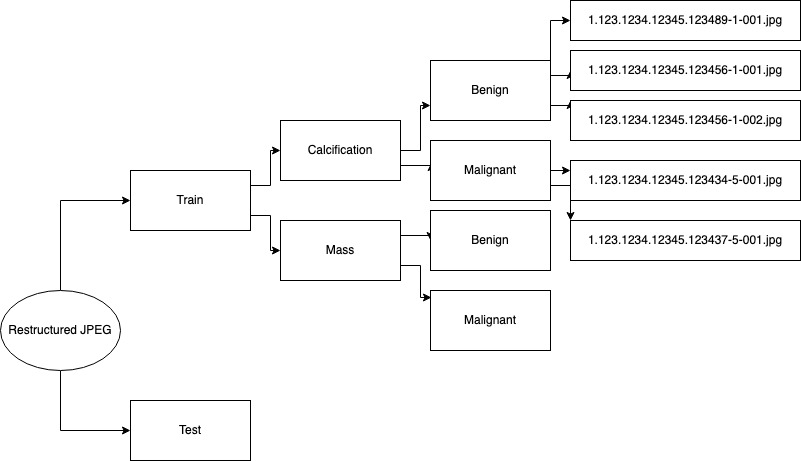 1.123.1234.12345.123489-1-001.jpg
1.123.1234.12345.123456-1-001.jpg
Benign
1.123.1234.12345.123456-1-002.jpg
Calcification
Malignant
1.123.1234.12345.123434-5-001.jpg
Train
Benign
1.123.1234.12345.123437-5-001.jpg
Mass
Malignant
Restructured JPEG
Test